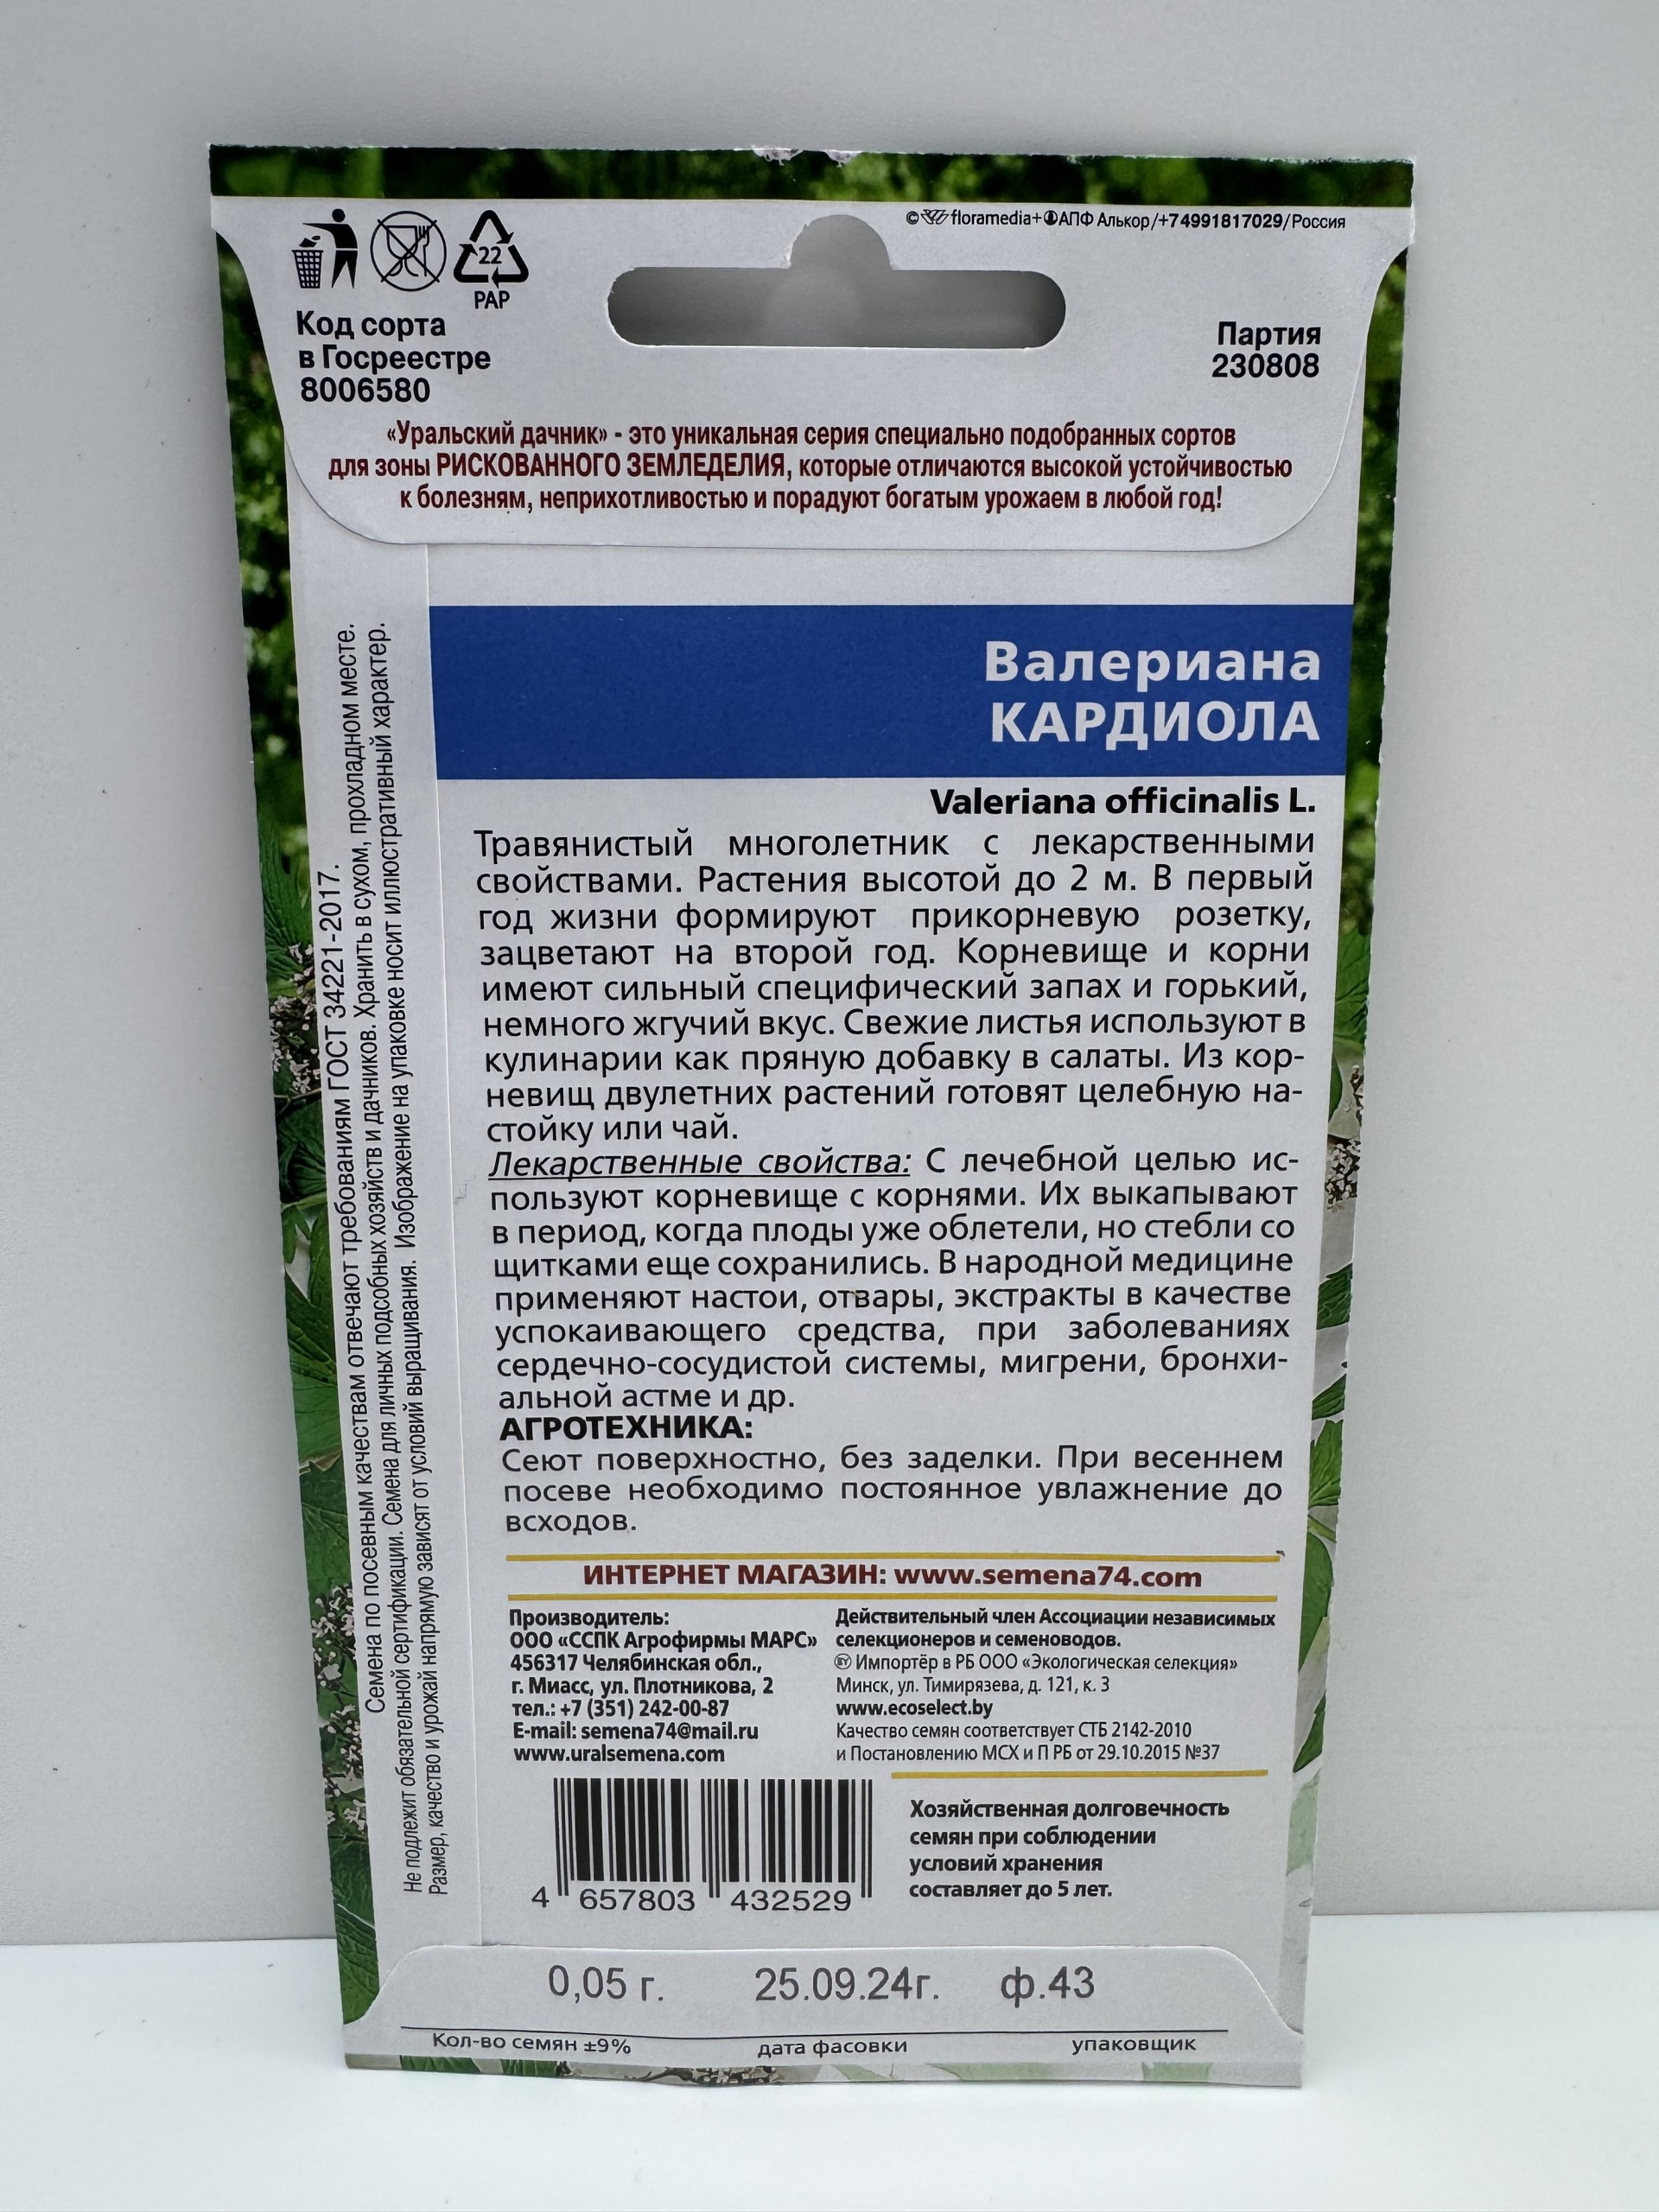 © floramedia+ АПФ Алькор/+74991817029/Россия
22
PAP
Код сорта
в Госреестре
8006580
Партия
230808
«Уральский дачник» - это уникальная серия специально подобранных сортов
для зоны РИСКОВАННОГО ЗЕМЛЕДЕЛИЯ, которые отличаются высокой устойчивостью
к болезням, неприхотливостью и порадуют богатым урожаем в любой год!
Семена по посевным качествам отвечают требованиям ГОСТ 34221-2017.
Не подлежит обязательной сертификации. Семена для личных подсобных хозяйств и дачников. Хранить в сухом, прохладном месте.
Размер, качество и урожай напрямую зависят от условий выращивания. Изображение на упаковке носит иллюстративный характер.
Валериана
КАРДИОЛА
Valeriana officinalis L.
Травянистый многолетник с лекарственными
свойствами. Растения высотой до 2 м. В первый
год жизни формируют прикорневую розетку,
зацветают на второй год. Корневище и корни
имеют сильный специфический запах и горький,
немного жгучий вкус. Свежие листья используют в
кулинарии как пряную добавку в салаты. Из кор-
невищ двулетних растений готовят целебную на-
стойку или чай.
Лекарственные свойства: С лечебной целью ис-
пользуют корневище с корнями. Их выкапывают
в период, когда плоды уже облетели, но стебли со
щитками еще сохранились. В народной медицине
применяют настои, отвары, экстракты в качестве
успокаивающего средства, при заболеваниях
сердечно-сосудистой системы, мигрени, бронхи-
альной астме и др.
АГРОТЕХНИКА:
Сеют поверхностно, без заделки. При весеннем
посеве необходимо постоянное увлажнение до
всходов.
ИНТЕРНЕТ МАГАЗИН: www.semena74.com
Производитель:
ООО «ССПК Агрофирмы МАРС»
456317 Челябинская обл.,
г. Миасс, ул. Плотникова, 2
тел.: +7 (351) 242-00-87
E-mail: semena74@mail.ru
www.uralsemena.com
Действительный член Ассоциации независимых
селекционеров и семеноводов.
BY Импортёр в РБ ООО «Экологическая селекция»
Минск, ул. Тимирязева, д. 121, к. 3
www.ecoselect.by
Качество семян соответствует СТБ 2142-2010
и Постановлению МСХ и П РБ от 29.10.2015 №37
4 657803 432529
Хозяйственная долговечность
семян при соблюдении
условий хранения
составляет до 5 лет.
0,05 г. 25.09.24г. ф.43
Кол-во семян ±9% дата фасовки упаковщик